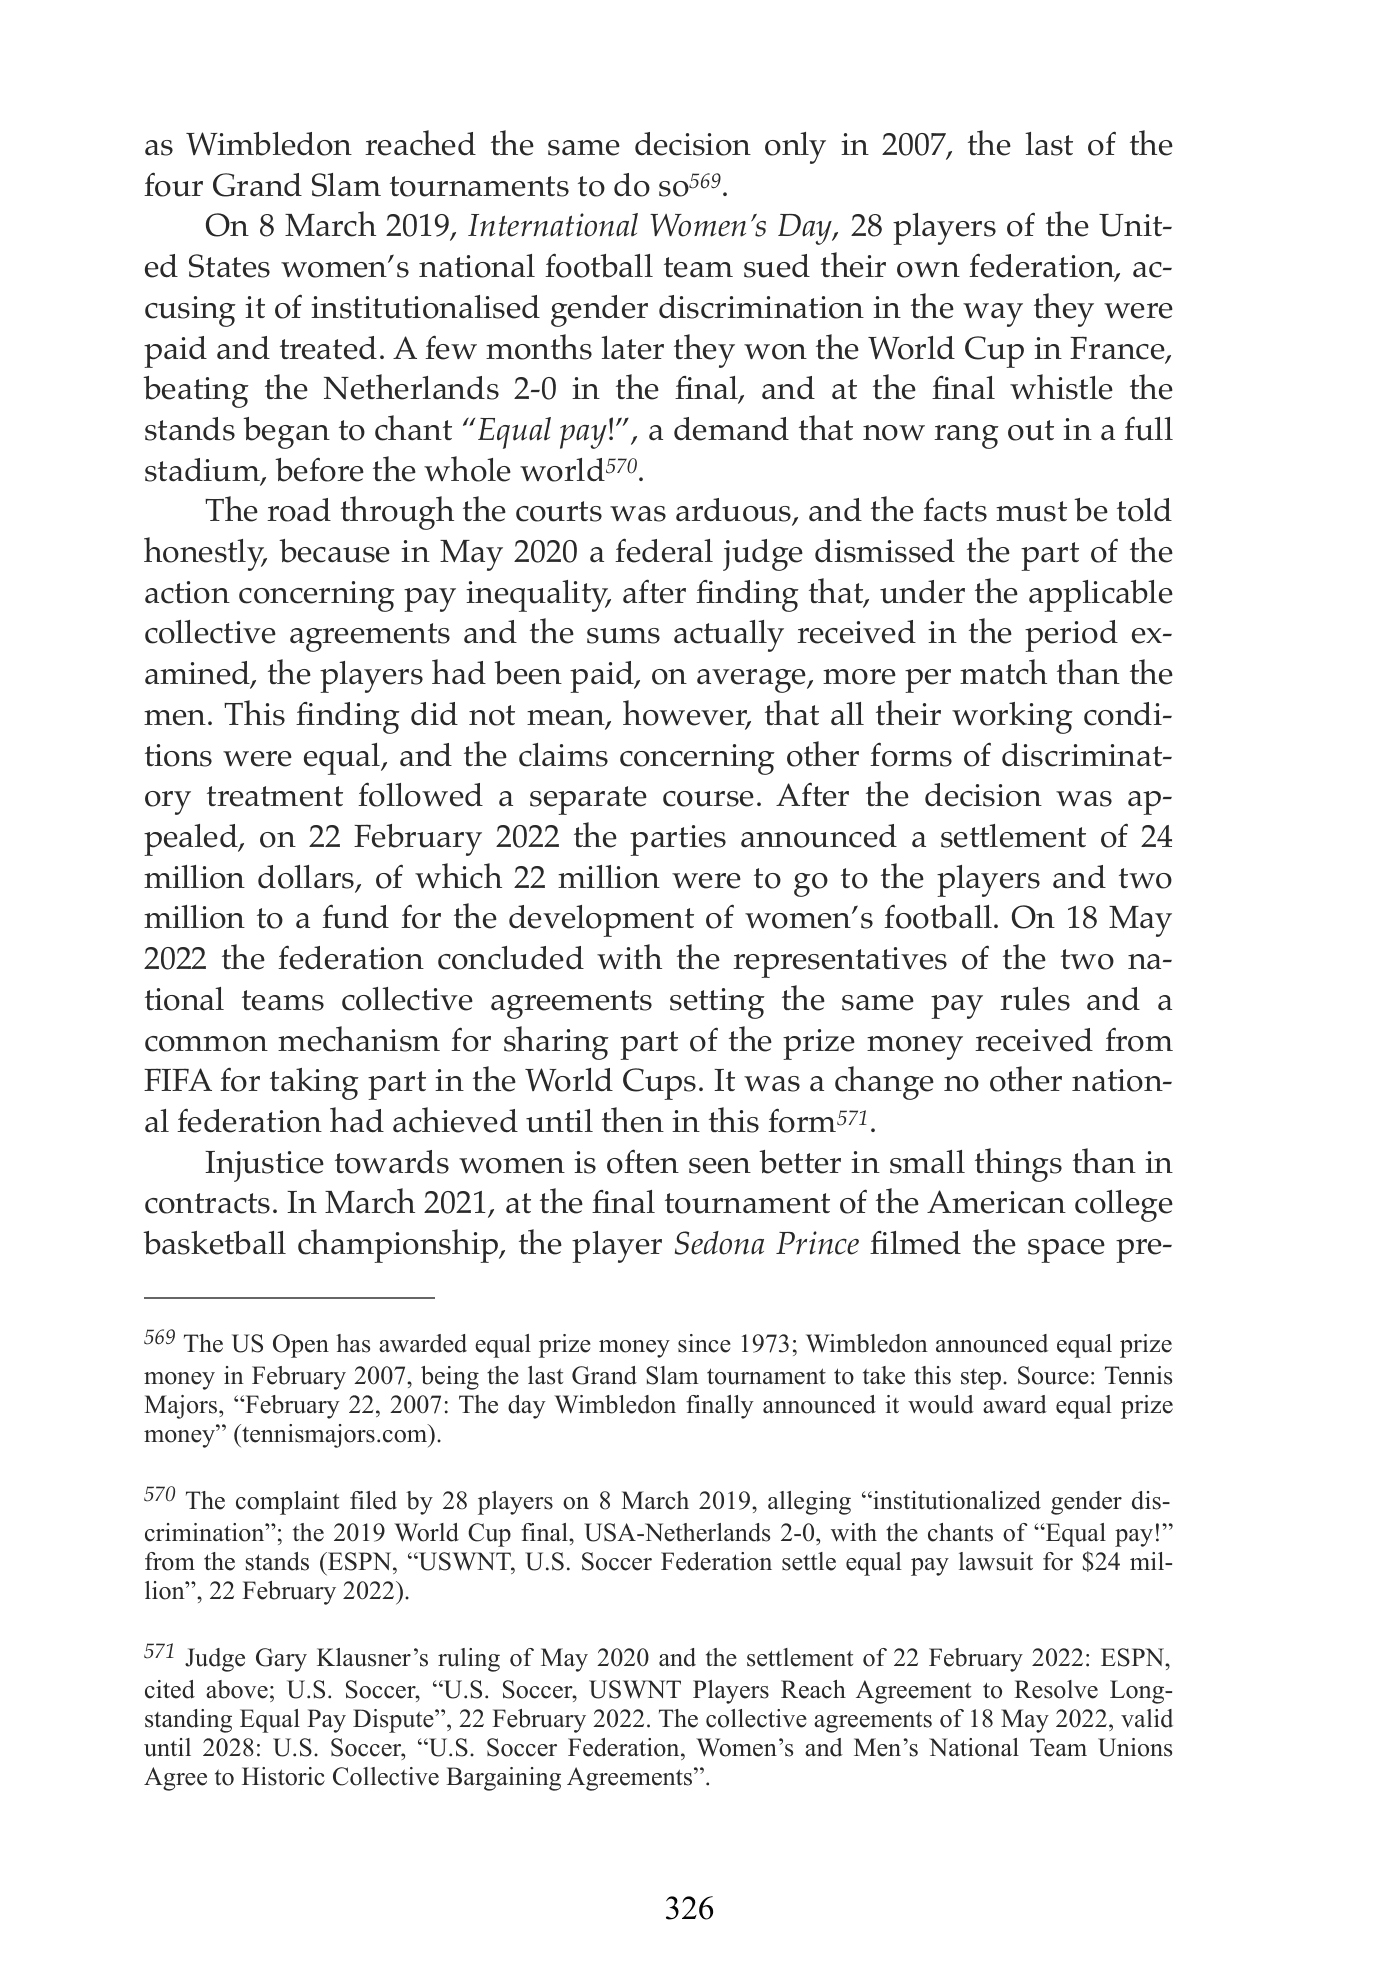 as Wimbledon reached the same decision only in 2007, the last of the
four Grand Slam tournaments to do so569.
On 8 March 2019, International Women’s Day, 28 players of the Unit-
ed States women’s national football team sued their own federation, ac-
cusing it of institutionalised gender discrimination in the way they were
paid and treated. A few months later they won the World Cup in France,
beating the Netherlands 2-0 in the final, and at the final whistle the
stands began to chant “Equal pay!”, a demand that now rang out in a full
stadium, before the whole world570.
The road through the courts was arduous, and the facts must be told
honestly, because in May 2020 a federal judge dismissed the part of the
action concerning pay inequality, after finding that, under the applicable
collective agreements and the sums actually received in the period ex-
amined, the players had been paid, on average, more per match than the
men. This finding did not mean, however, that all their working condi-
tions were equal, and the claims concerning other forms of discriminat-
ory treatment followed a separate course. After the decision was ap-
pealed, on 22 February 2022 the parties announced a settlement of 24
million dollars, of which 22 million were to go to the players and two
million to a fund for the development of women’s football. On 18 May
2022 the federation concluded with the representatives of the two na-
tional teams collective agreements setting the same pay rules and a
common mechanism for sharing part of the prize money received from
FIFA for taking part in the World Cups. It was a change no other nation-
al federation had achieved until then in this form571.
Injustice towards women is often seen better in small things than in
contracts. In March 2021, at the final tournament of the American college
basketball championship, the player Sedona Prince filmed the space pre-
569 The US Open has awarded equal prize money since 1973; Wimbledon announced equal prize
money in February 2007, being the last Grand Slam tournament to take this step. Source: Tennis
Majors, “February 22, 2007: The day Wimbledon finally announced it would award equal prize
money” (tennismajors.com).
570 The complaint filed by 28 players on 8 March 2019, alleging “institutionalized gender dis-
crimination”; the 2019 World Cup final, USA-Netherlands 2-0, with the chants of “Equal pay!”
from the stands (ESPN, “USWNT, U.S. Soccer Federation settle equal pay lawsuit for $24 mil-
lion”, 22 February 2022).
571 Judge Gary Klausner’s ruling of May 2020 and the settlement of 22 February 2022: ESPN,
cited above; U.S. Soccer, “U.S. Soccer, USWNT Players Reach Agreement to Resolve Long-
standing Equal Pay Dispute”, 22 February 2022. The collective agreements of 18 May 2022, valid
until 2028: U.S. Soccer, “U.S. Soccer Federation, Women’s and Men’s National Team Unions
Agree to Historic Collective Bargaining Agreements”.
326